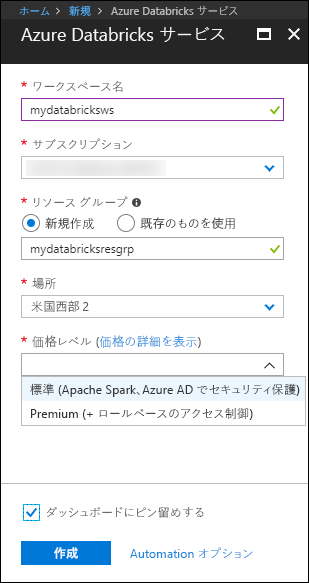 ホーム > 新規 > Azure Databricks サービス
Azure Databricks サービス
* ワークスペース名
mydatabricksws
* サブスクリプション
* リソース グループ
新規作成 既存のものを使用
mydatabricksresgrp
* 場所
米国西部 2
* 価格レベル (価格の詳細を表示)
標準 (Apache Spark、Azure AD でセキュリティ保護)
Premium (+ ロールベースのアクセス制御)
ダッシュボードにピン留めする
作成 Automation オプション